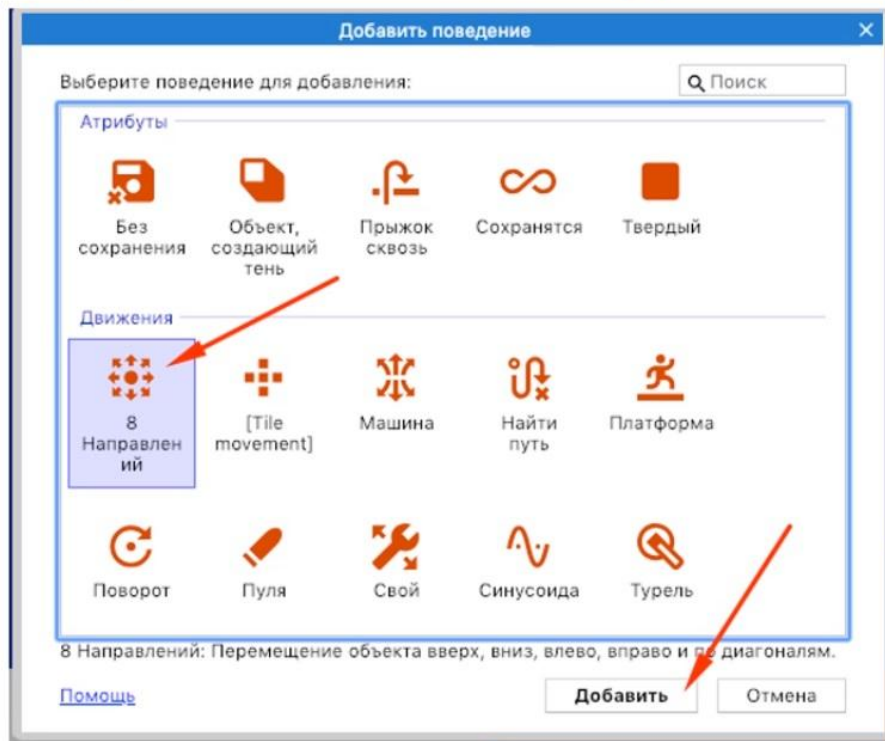 Добавить поведение
Выберите поведение для добавления:
Поиск
Атрибуты
Без сохранения
Объект, создающий тень
Прыжок сквозь
Сохранятся
Твердый
Движения
8 Направлений
[Tile movement]
Машина
Найти путь
Платформа
Поворот
Пуля
Свой
Синусоида
Турель
8 Направлений: Перемещение объекта вверх, вниз, влево, вправо и по диагоналям.
Помощь
Добавить
Отмена